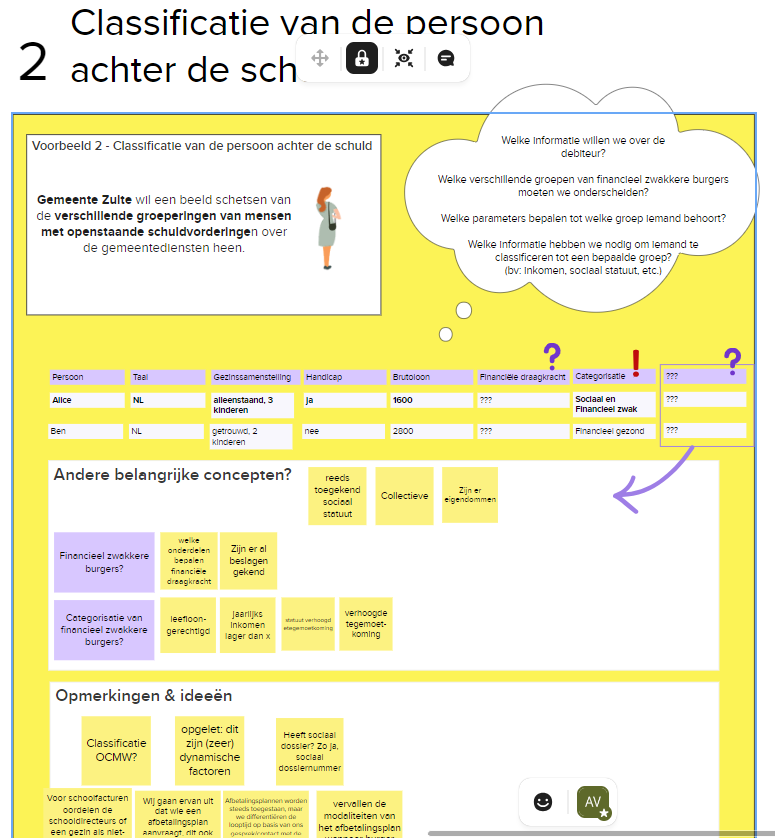 2
Classificatie van de persoon
achter de sch
Voorbeeld 2 - Classificatie van de persoon achter de schuld
Gemeente Zulte wil een beeld schetsen van
de verschillende groeperingen van mensen
met openstaande schuldvorderingen over
de gemeentediensten heen.
Welke informatie willen we over de
debiteur?
Welke verschillende groepen van financieel zwakkere burgers
moeten we onderscheiden?
Welke parameters bepalen tot welke groep iemand behoort?
Welke informatie hebben we nodig om iemand te
classificeren tot een bepaalde groep?
(bv: inkomen, sociaal statuut, etc.)
? ! ?
Persoon Taal Gezinssamenstelling Handicap Brutoloon Financiële draagkracht Categorisatie ???
Alice NL alleenstaand, 3 ja 1600 ??? Sociaal en ???
kinderen Financieel zwak
Ben NL getrouwd, 2 nee 2800 ??? Financieel gezond ???
kinderen
Andere belangrijke concepten?
reeds
toegekend
sociaal
statuut
Collectieve
Zijn er
eigendommen
Financieel zwakkere
burgers?
welke
onderdelen
bepalen
financiële
draagkracht
Zijn er al
beslagen
gekend
Categorisatie van
financieel zwakkere
burgers?
leefloon-
gerechtigd
jaarlijks
inkomen
lager dan x
statuut verhoogd
etegemoetkoming
verhoogde
tegemoet-
koming
Opmerkingen & ideeën
Classificatie
OCMW?
opgelet: dit
zijn (zeer)
dynamische
factoren
Heeft sociaal
dossier? Zo ja,
sociaal
dossiernummer
Voor schoolfacturen
oordelen de
schooldirecteurs of
een gezin als niet-
Wij gaan ervan uit
dat wie een
afbetalingsplan
aanvraagt, dit ook
Afbetalingsplannen worden
steeds toegestaan, maar
we differentiëren de
looptijd op basis van ons
gesprek/contact met de
vervallen de
modaliteiten van
het afbetalingsplan
AV